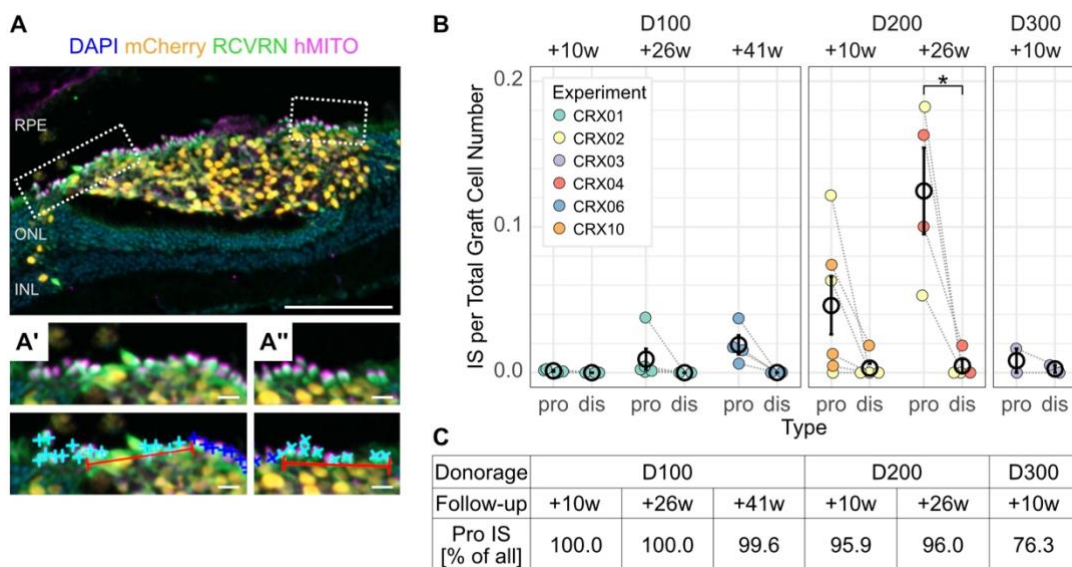 A
DAPI mCherry RCVRN hMITO
RPE
ONL
INL
A'
A"
B
D100 D200 D300
+10w +26w +41w +10w +26w +10w
IS per Total Graft Cell Number
0.2
0.1
0.0
Experiment
CRX01
CRX02
CRX03
CRX04
CRX06
CRX10
*
pro dis pro dis pro dis pro dis pro dis pro dis
Type
C
Donorage D100 D200 D300
Follow-up +10w +26w +41w +10w +26w +10w
Pro IS
[% of all] 100.0 100.0 99.6 95.9 96.0 76.3